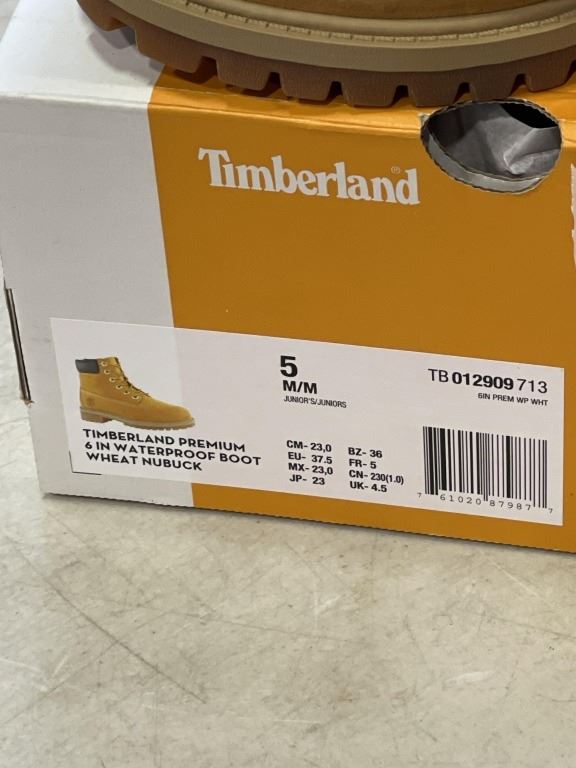 Timberland®
5
M/M
JUNIOR'S/JUNIORS
TB 012909 713
6IN PREM WP WHT
TIMBERLAND PREMIUM
6 IN WATERPROOF BOOT
WHEAT NUBUCK
CM- 23,0 BZ- 36
EU- 37.5 FR- 5
MX- 23,0 CN- 230(1.0)
JP- 23 UK- 4.5
7 61020 87987 7